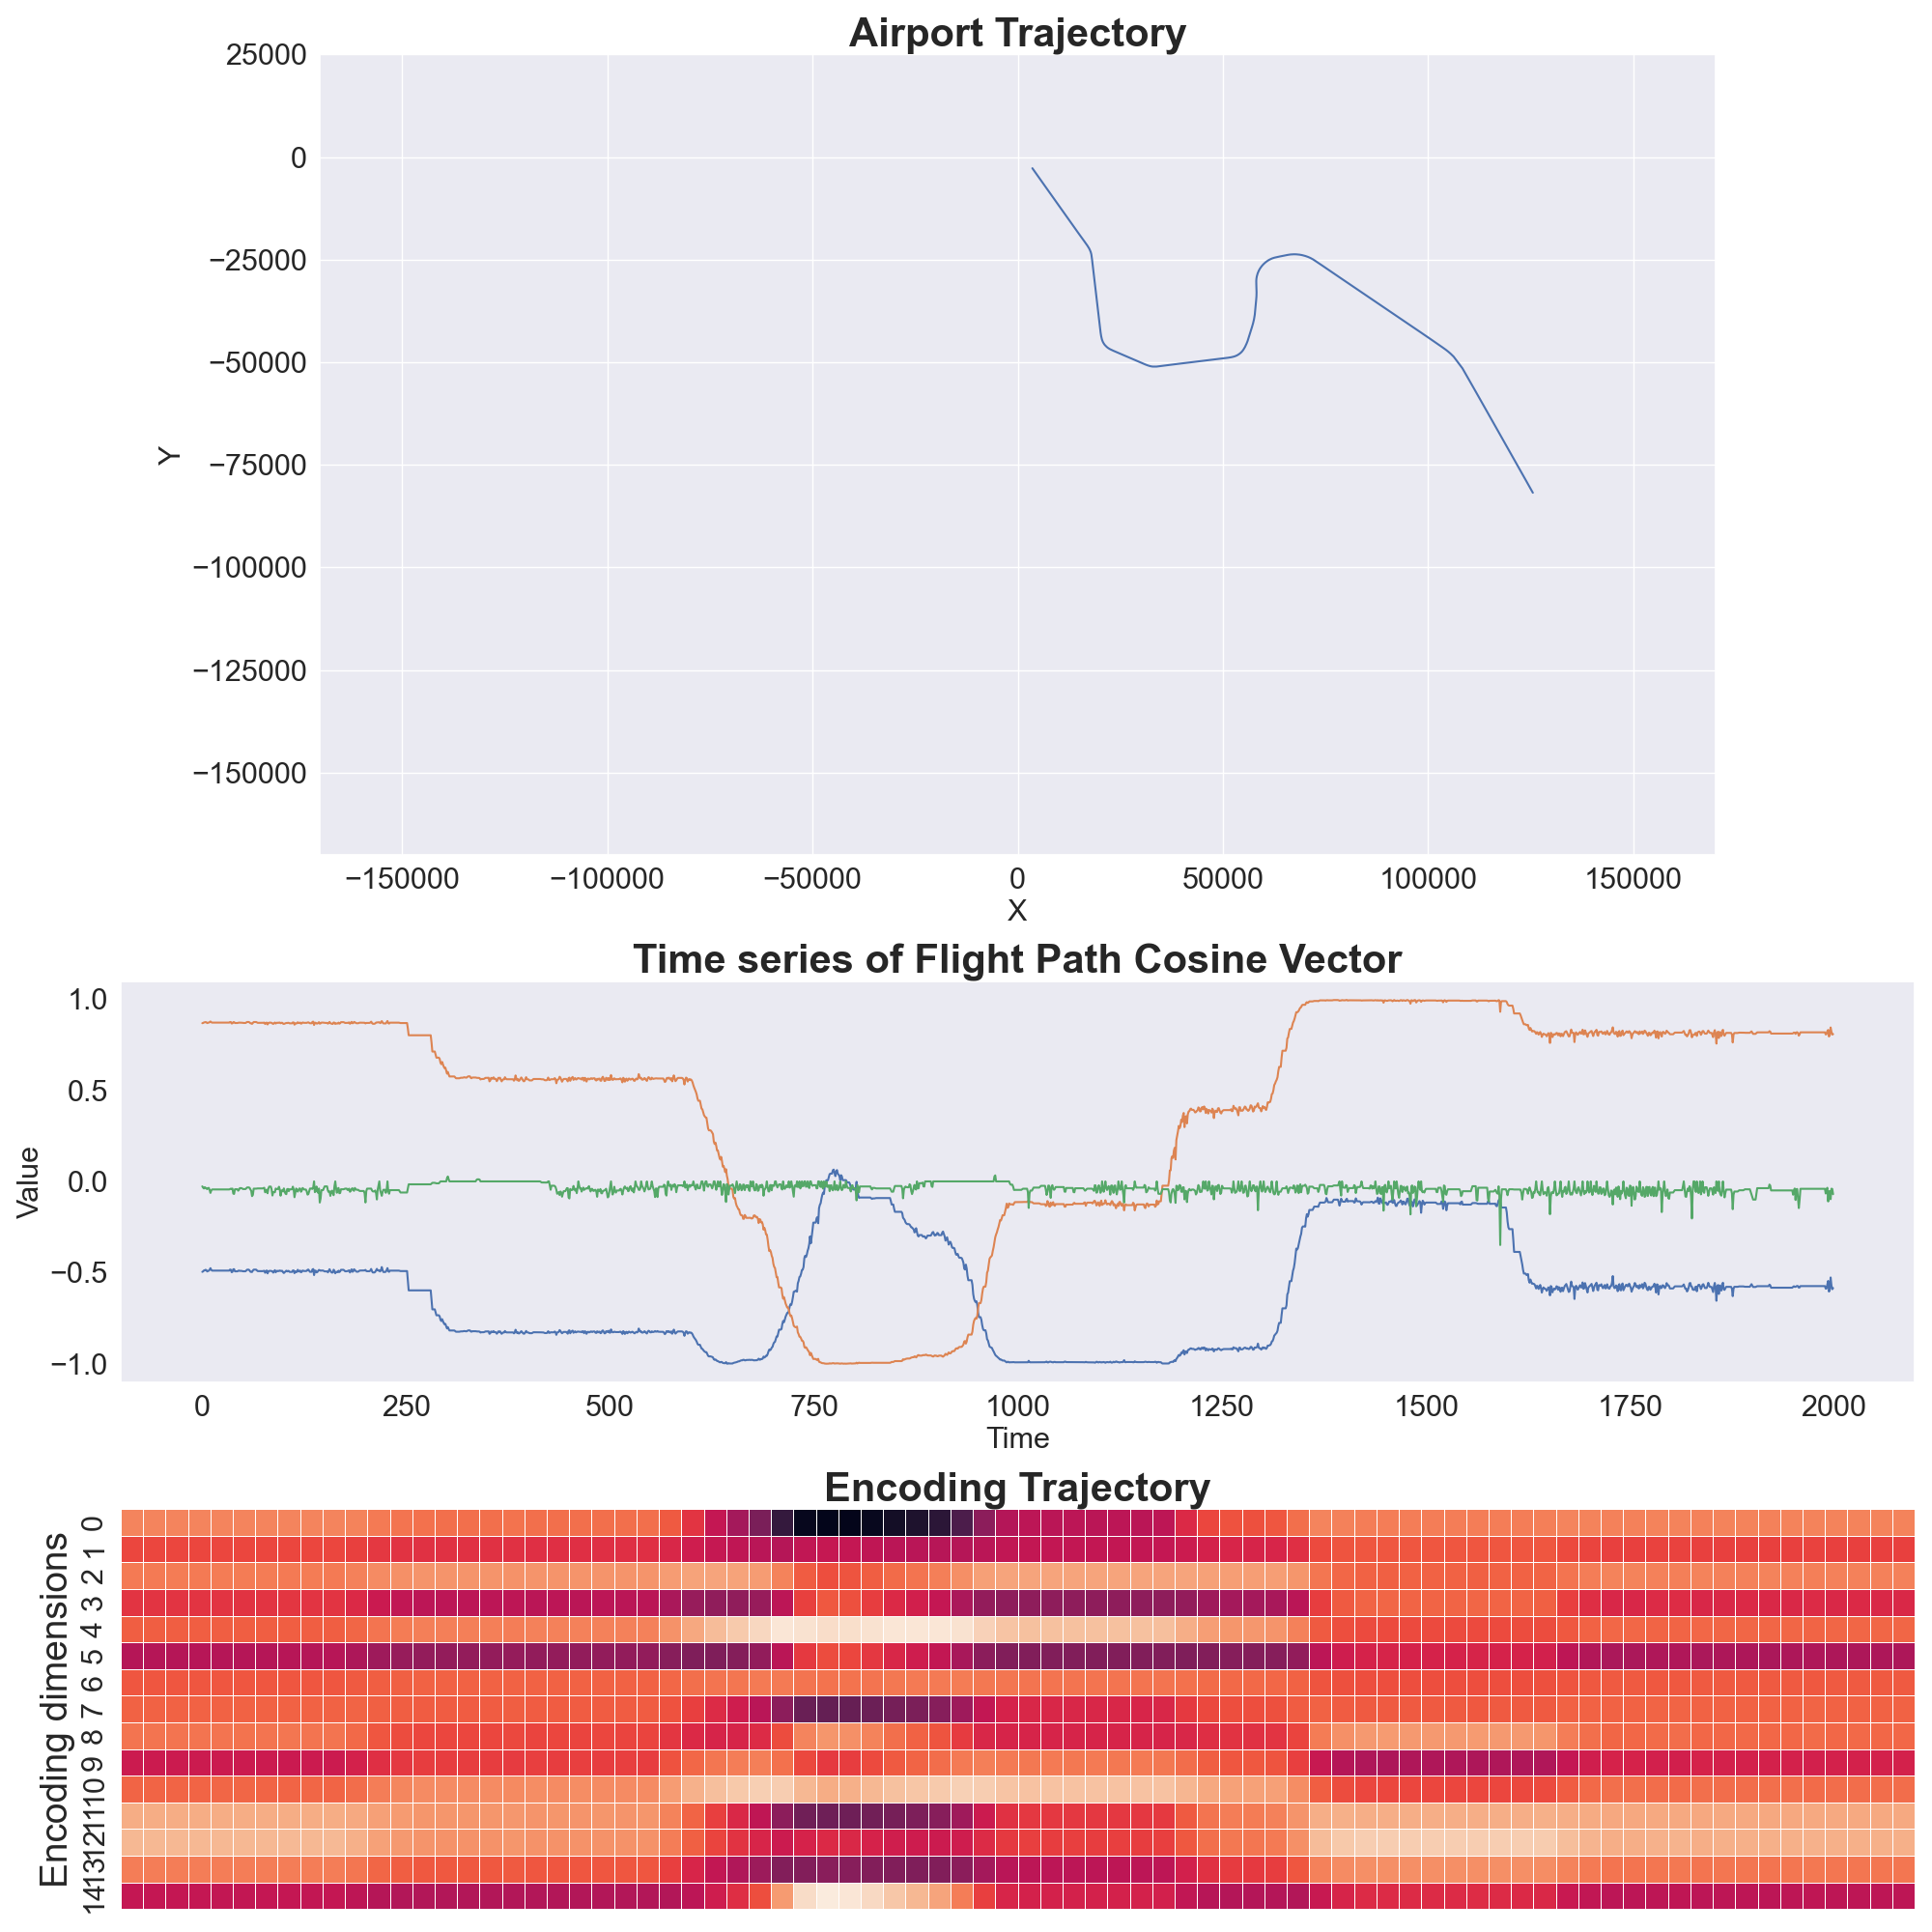 Airport Trajectory
25000
0
−25000
−50000
−75000
−100000
−125000
−150000
Y
−150000 −100000 −50000 0 50000 100000 150000
X
Time series of Flight Path Cosine Vector
1.0
0.5
0.0
−0.5
−1.0
Value
0 250 500 750 1000 1250 1500 1750 2000
Time
Encoding Trajectory
Encoding dimensions
0
1
2
3
4
5
6
7
8
9
10
11
12
13
14